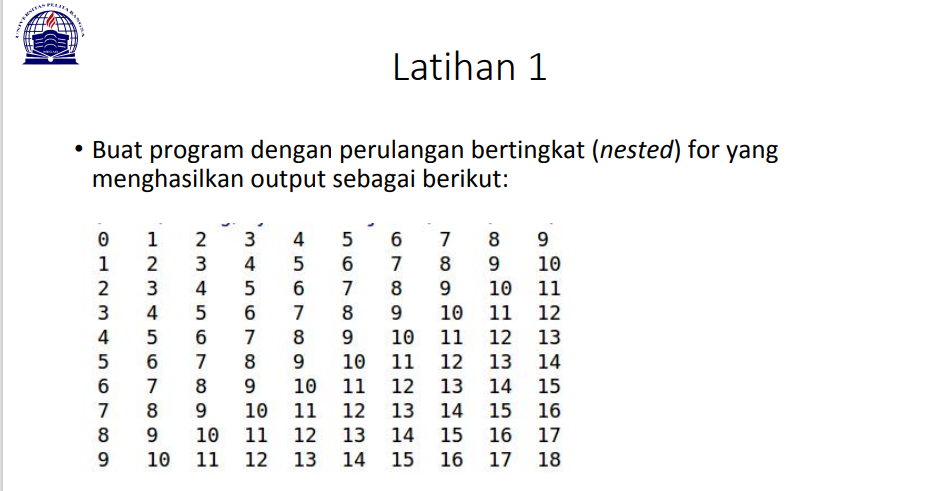 UNIVERSITAS PELITA BANGSA
Latihan 1
• Buat program dengan perulangan bertingkat (nested) for yang
menghasilkan output sebagai berikut:
0 1 2 3 4 5 6 7 8 9
1 2 3 4 5 6 7 8 9 10
2 3 4 5 6 7 8 9 10 11
3 4 5 6 7 8 9 10 11 12
4 5 6 7 8 9 10 11 12 13
5 6 7 8 9 10 11 12 13 14
6 7 8 9 10 11 12 13 14 15
7 8 9 10 11 12 13 14 15 16
8 9 10 11 12 13 14 15 16 17
9 10 11 12 13 14 15 16 17 18